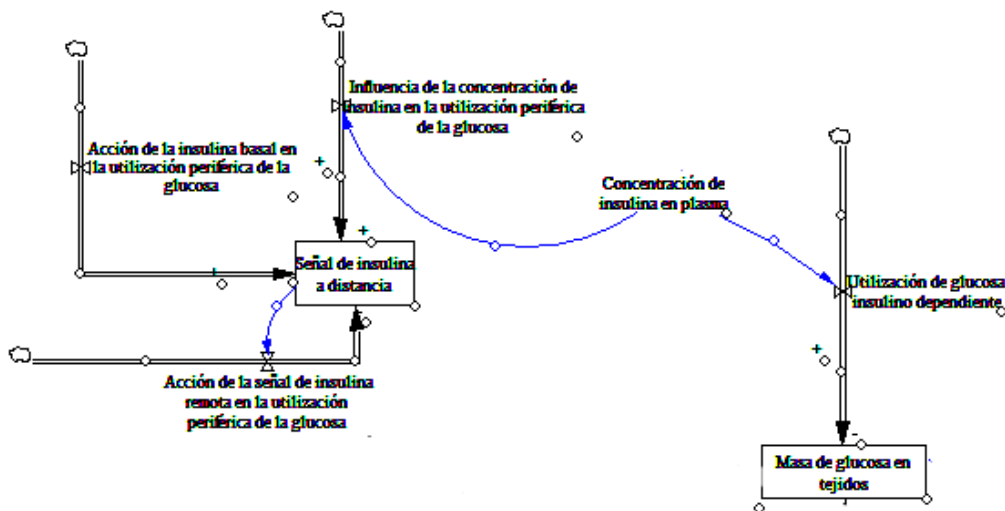 Influencia de la concentración de
insulina en la utilización periférica
de la glucosa
Acción de la insulina basal en
la utilización periférica de la
glucosa
+
Concentración de
insulina en plasma
+
Señal de insulina
a distancia
+
Utilización de glucosa
insulino dependiente
+
Acción de la señal de insulina
remota en la utilización
periférica de la glucosa
+
-
Masa de glucosa en
tejidos